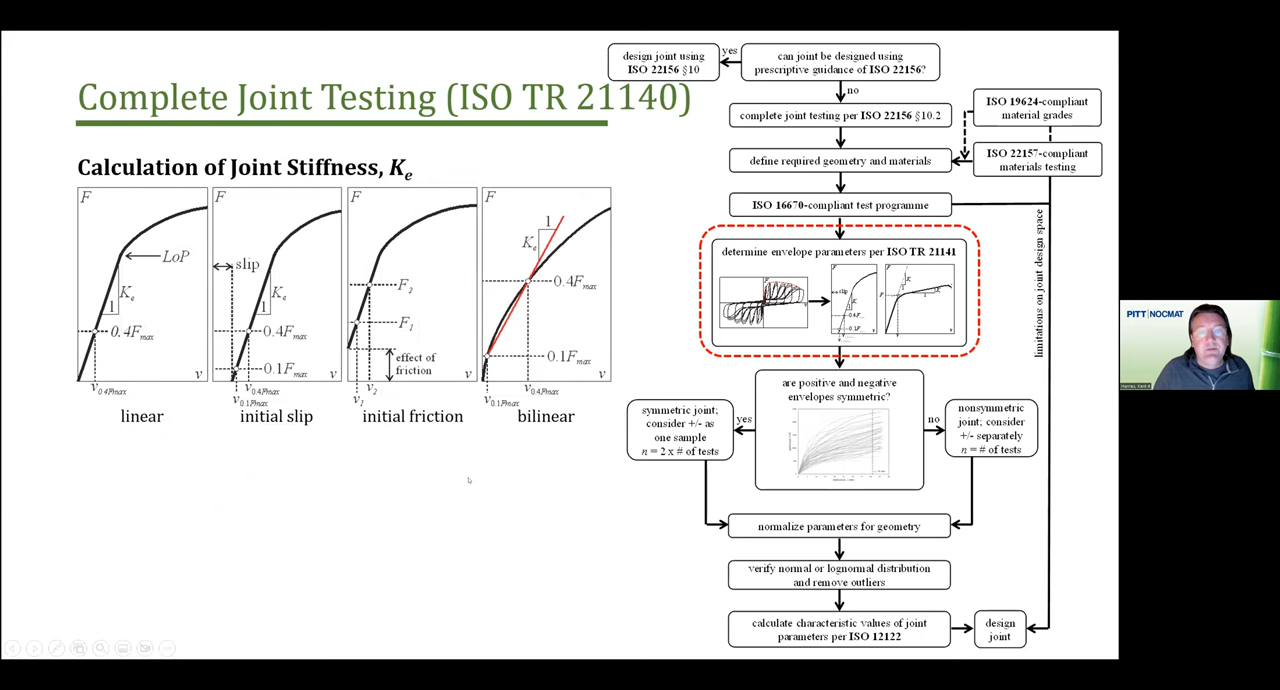 Complete Joint Testing (ISO TR 21140)
Calculation of Joint Stiffness, Ke
F
LoP
1
Ke
0.4Fmax
v
v0.4Fmax
linear
F
slip
1
Ke
0.4Fmax
0.1Fmax
v
v0.4Fmax
v0.1Fmax
initial slip
F
F2
F1
effect of
friction
v
v1
v2
initial friction
F
1
Ke
0.4Fmax
0.1Fmax
v
v0.1Fmax
v0.4Fmax
bilinear
design joint using
ISO 22156 §10
yes
can joint be designed using
prescriptive guidance of ISO 22156?
no
complete joint testing per ISO 22156 §10.2
ISO 19624-compliant
material grades
define required geometry and materials
ISO 22157-compliant
materials testing
ISO 16670-compliant test programme
limitations on joint design space
determine envelope parameters per ISO TR 21141
are positive and negative
envelopes symmetric?
symmetric joint;
consider +/- as
one sample
n = 2 x # of tests
yes
no
nonsymmetric
joint; consider
+/- separately
n = # of tests
normalize parameters for geometry
verify normal or lognormal distribution
and remove outliers
calculate characteristic values of joint
parameters per ISO 12122
design
joint
PITT NOCMAT